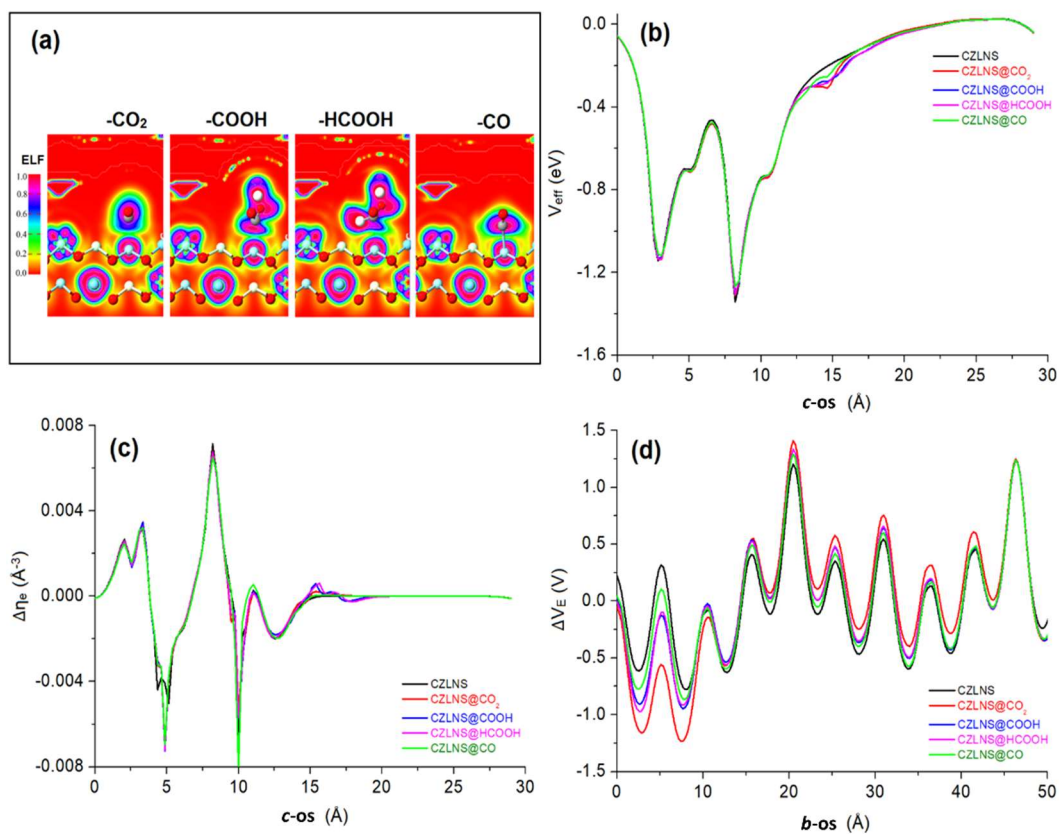 (a)
-CO₂ -COOH -HCOOH -CO
ELF
1.0
0.8
0.6
0.4
0.2
0.0
(b)
0.0
-0.4
-0.8
-1.2
-1.6
V_eff (eV)
CZLNS
CZLNS@CO₂
CZLNS@COOH
CZLNS@HCOOH
CZLNS@CO
0 5 10 15 20 25 30
c-os (Å)
(c)
0.008
0.004
0.000
-0.004
-0.008
Δη_e (Å⁻³)
CZLNS
CZLNS@CO₂
CZLNS@COOH
CZLNS@HCOOH
CZLNS@CO
0 5 10 15 20 25 30
c-os (Å)
(d)
1.5
1.0
0.5
0.0
-0.5
-1.0
-1.5
ΔV_E (V)
CZLNS
CZLNS@CO₂
CZLNS@COOH
CZLNS@HCOOH
CZLNS@CO
0 10 20 30 40 50
b-os (Å)